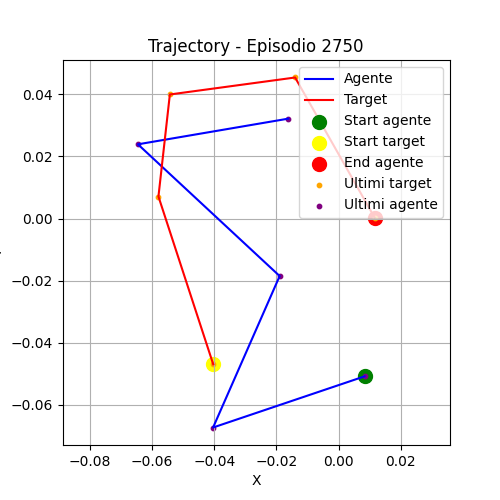 Trajectory - Episodio 2750
Agente
Target
Start agente
Start target
End agente
Ultimi target
Ultimi agente
0.04
0.02
0.00
−0.02
−0.04
−0.06
−0.08 −0.06 −0.04 −0.02 0.00 0.02
X